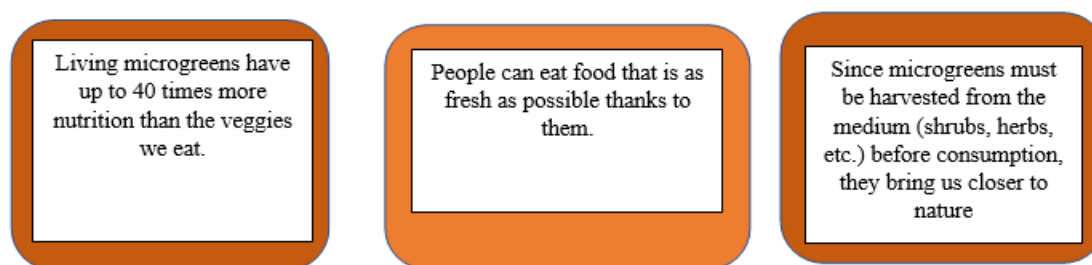 Living microgreens have
up to 40 times more
nutrition than the veggies
we eat.
People can eat food that is as
fresh as possible thanks to
them.
Since microgreens must
be harvested from the
medium (shrubs, herbs,
etc.) before consumption,
they bring us closer to
nature